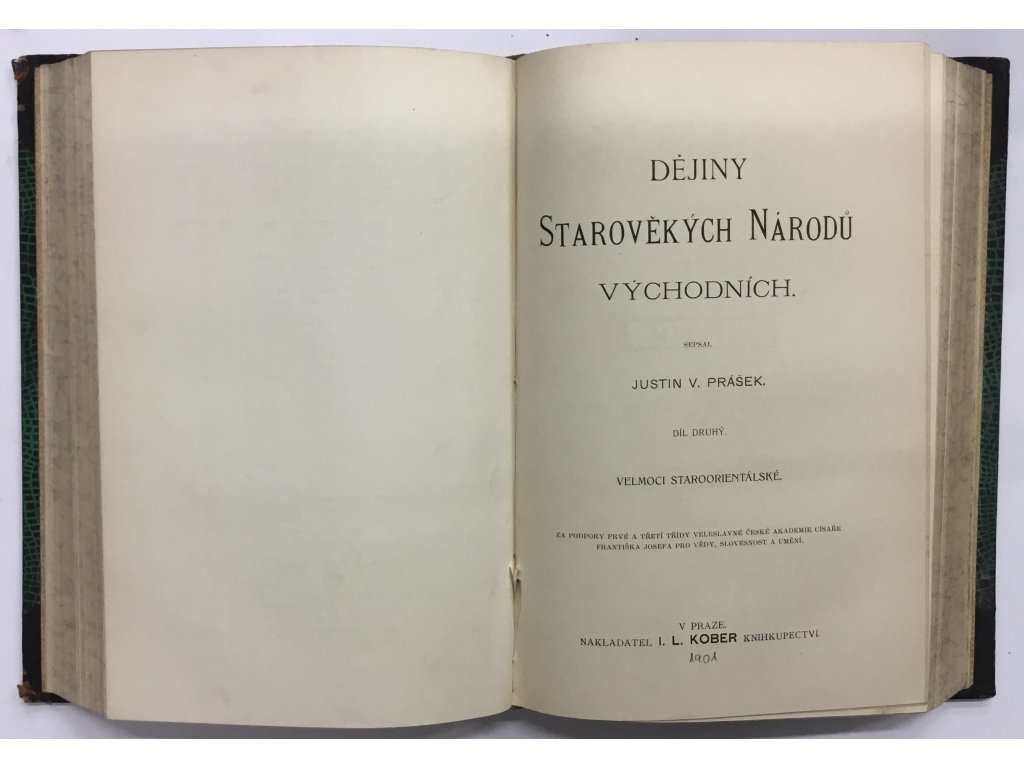 DĚJINY
STAROVĚKÝCH NÁRODŮ
VÝCHODNÍCH.
SEPSAL
JUSTIN V. PRÁŠEK.
DÍL DRUHÝ.
VELMOCI STAROORIENTÁLSKÉ.
ZA PODPORY PRVÉ A TŘETÍ TŘÍDY VELESLAVNÉ ČESKÉ AKADEMIE CÍSAŘE
FRANTIŠKA JOSEFA PRO VĚDY, SLOVESNOST A UMĚNÍ.
V PRAZE.
NAKLADATEL I. L. KOBER KNIHKUPECTVÍ.
1901